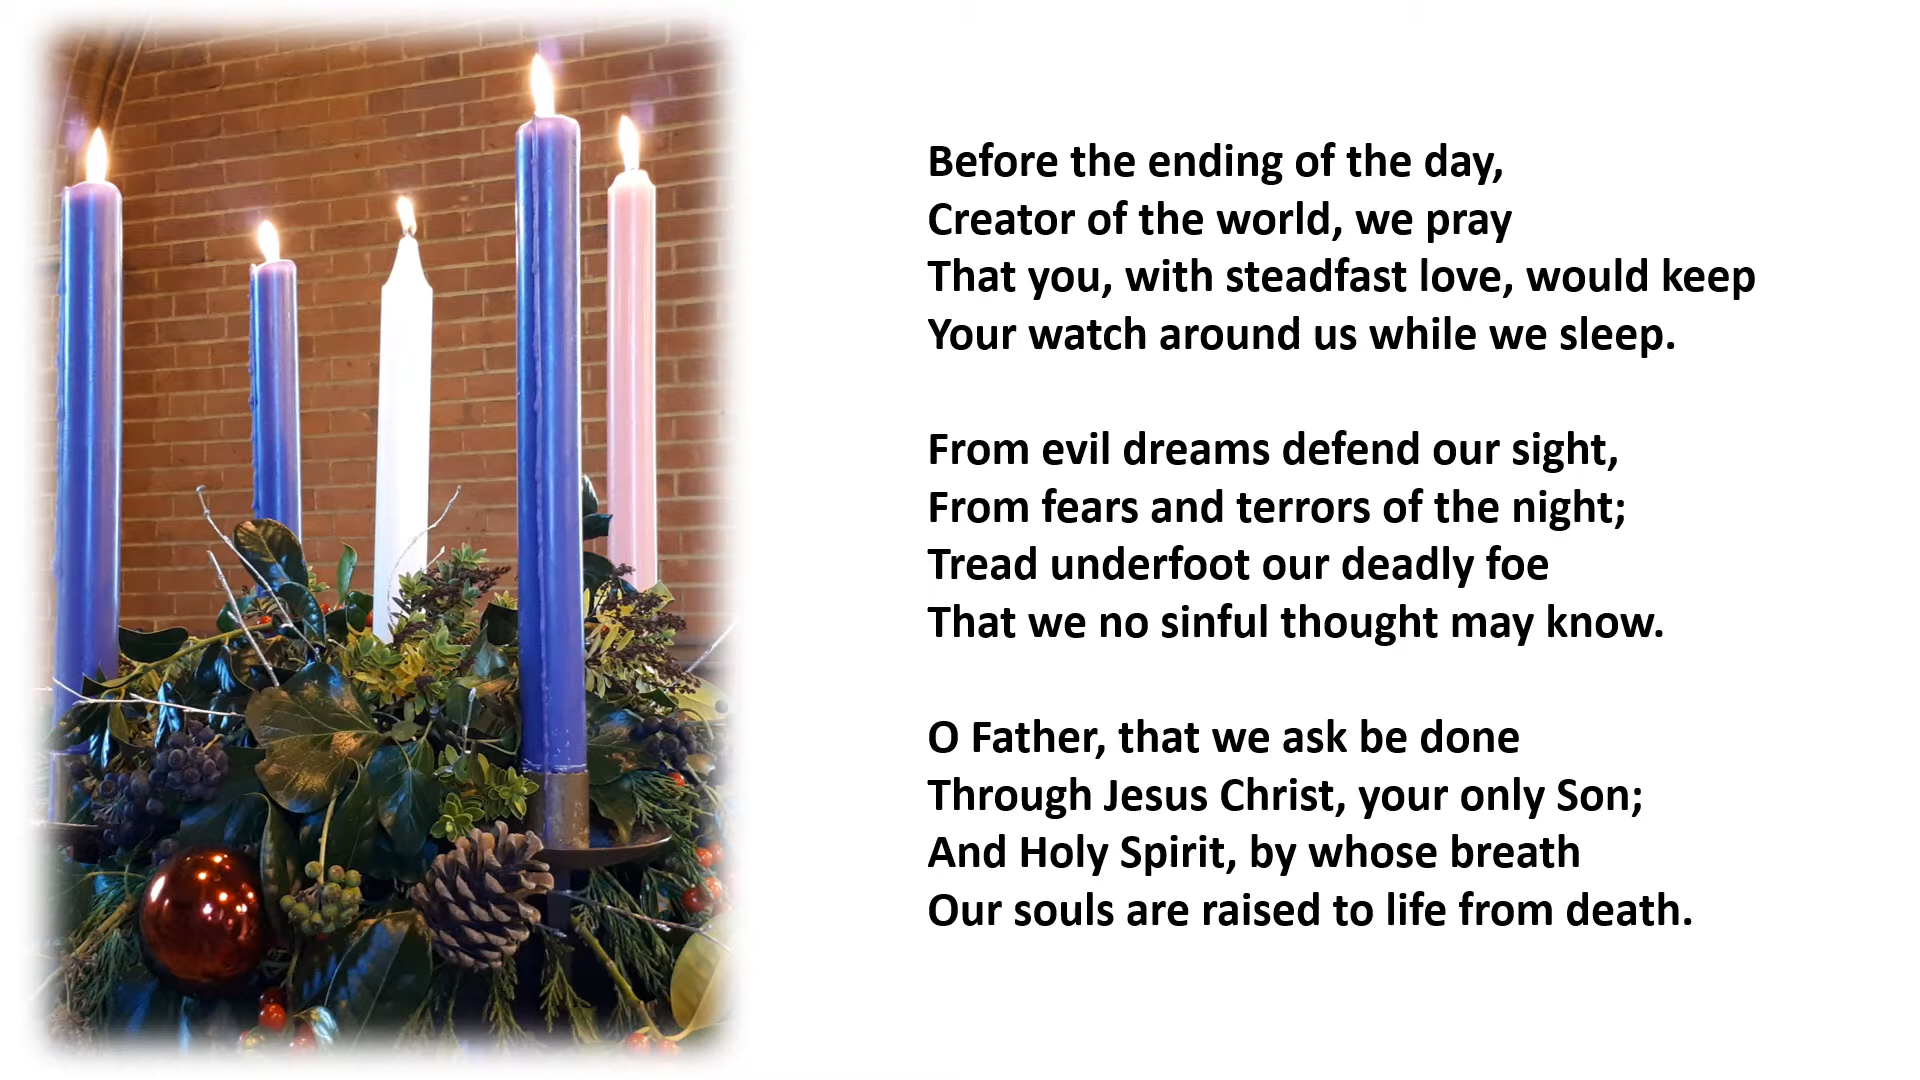 Before the ending of the day,
Creator of the world, we pray
That you, with steadfast love, would keep
Your watch around us while we sleep.
From evil dreams defend our sight,
From fears and terrors of the night;
Tread underfoot our deadly foe
That we no sinful thought may know.
O Father, that we ask be done
Through Jesus Christ, your only Son;
And Holy Spirit, by whose breath
Our souls are raised to life from death.